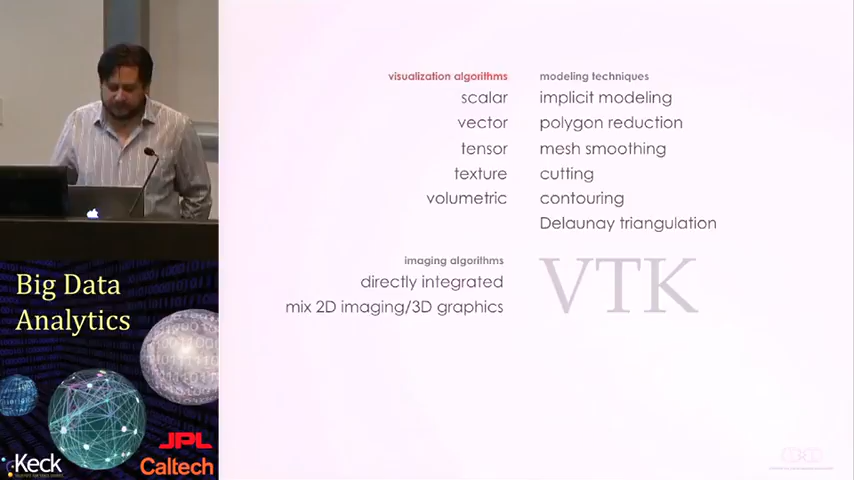 visualization algorithms
scalar
vector
tensor
texture
volumetric
modeling techniques
implicit modeling
polygon reduction
mesh smoothing
cutting
contouring
Delaunay triangulation
imaging algorithms
directly integrated
mix 2D imaging/3D graphics
VTK
Big Data
Analytics
JPL
Keck
Caltech